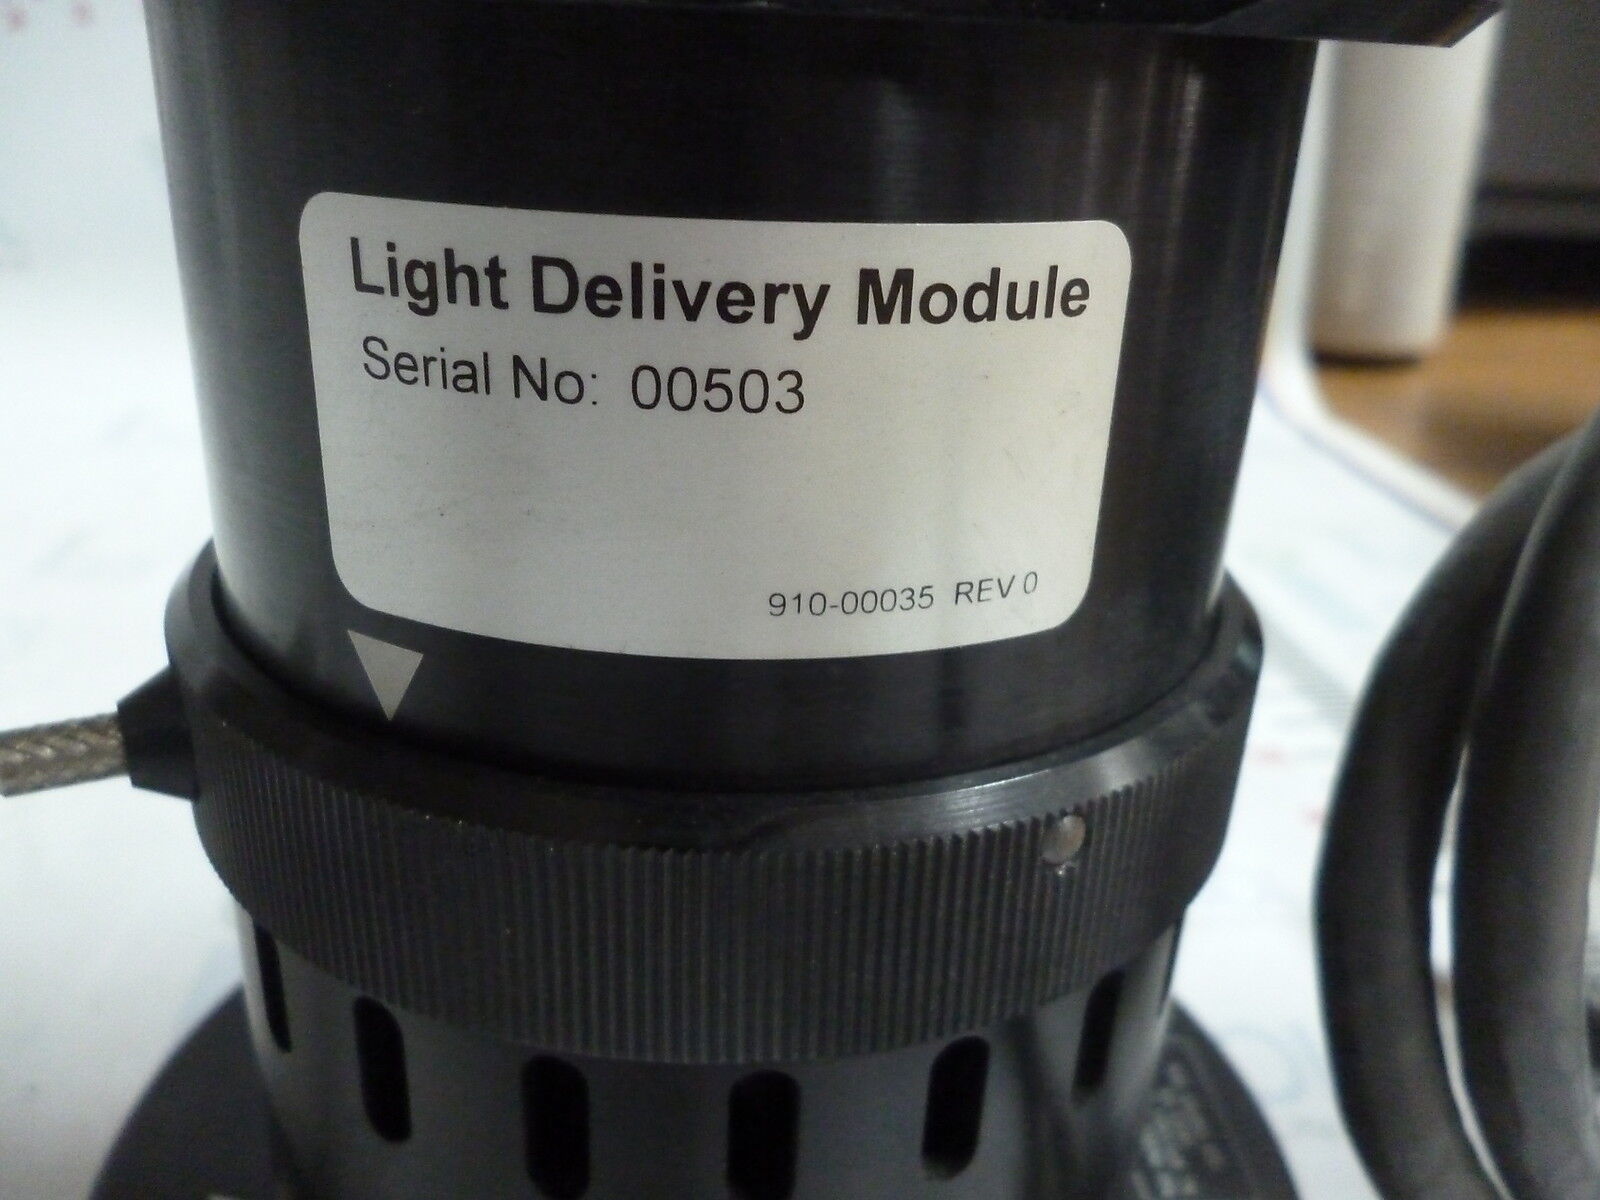 Light Delivery Module
Serial No: 00503
910-00035 REV 0